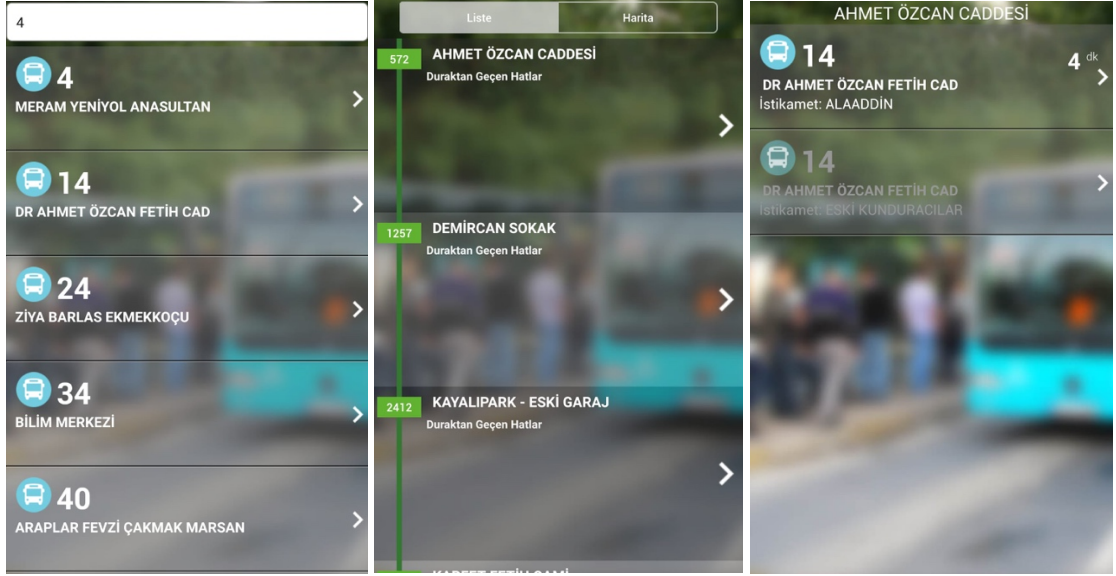 4
4
MERAM YENİYOL ANASULTAN
14
DR AHMET ÖZCAN FETİH CAD
24
ZİYA BARLAS EKMEKKOÇU
34
BİLİM MERKEZİ
40
ARAPLAR FEVZİ ÇAKMAK MARSAN
Liste Harita
572 AHMET ÖZCAN CADDESİ
Duraktan Geçen Hatlar
1257 DEMİRCAN SOKAK
Duraktan Geçen Hatlar
2412 KAYALIPARK - ESKİ GARAJ
Duraktan Geçen Hatlar
AHMET ÖZCAN CADDESİ
14 4 dk
DR AHMET ÖZCAN FETİH CAD
İstikamet: ALAADDİN
14
DR AHMET ÖZCAN FETİH CAD
İstikamet: ESKİ KUNDURACILAR